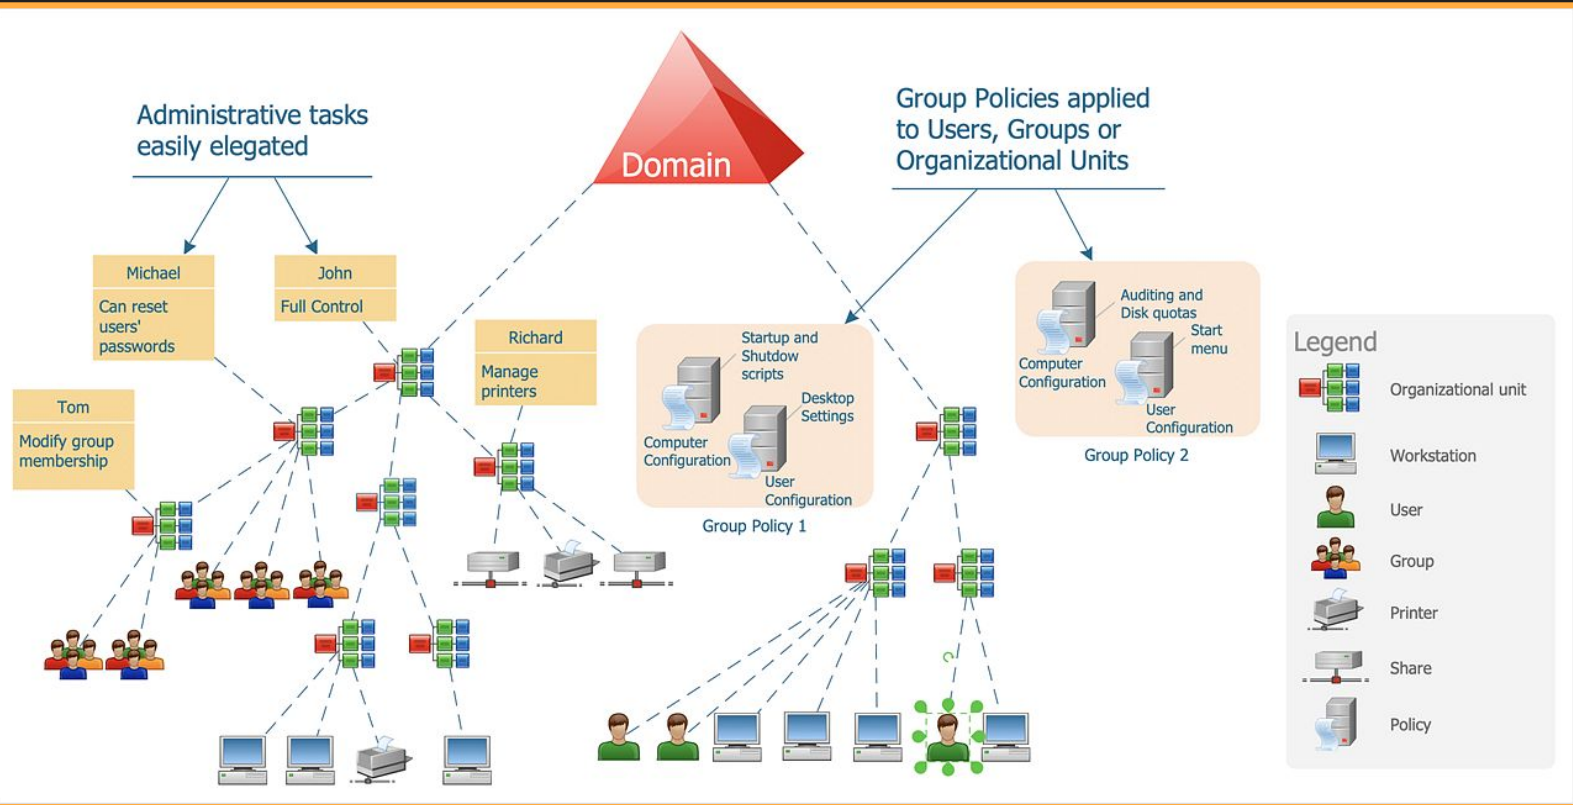 Administrative tasks
easily elegated
Domain
Group Policies applied
to Users, Groups or
Organizational Units
Michael
Can reset
users'
passwords
John
Full Control
Richard
Manage
printers
Tom
Modify group
membership
Startup and
Shutdow
scripts
Desktop
Settings
Computer
Configuration
User
Configuration
Group Policy 1
Auditing and
Disk quotas
Start
menu
Computer
Configuration
User
Configuration
Group Policy 2
Legend
Organizational unit
Workstation
User
Group
Printer
Share
Policy